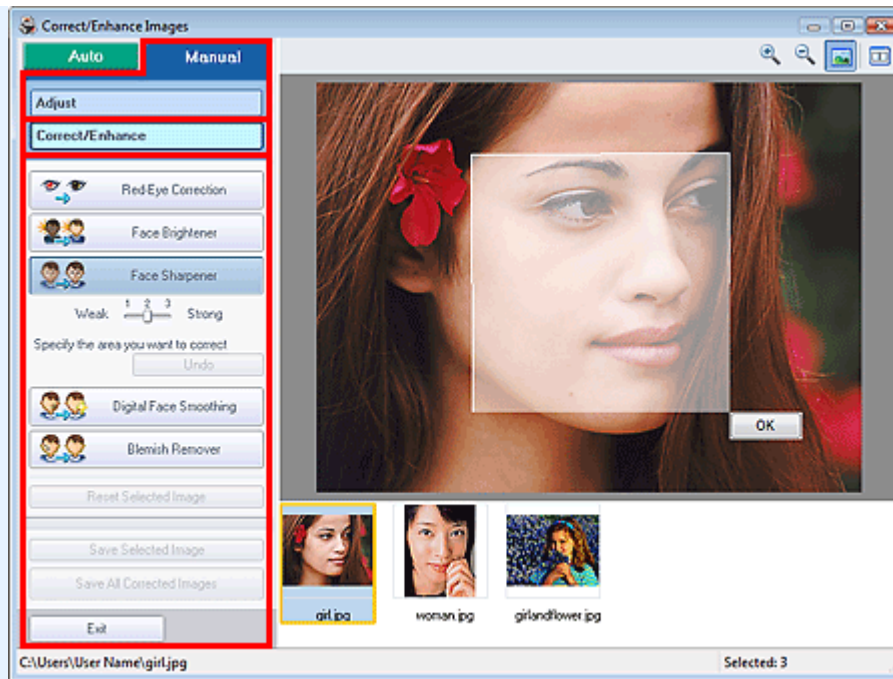 Correct/Enhance Images
Auto Manual
Adjust
Correct/Enhance
Red-Eye Correction
Face Brightener
Face Sharpener
1 2 3
Weak Strong
Specify the area you want to correct
Undo
Digital Face Smoothing
Blemish Remover
Reset Selected Image
Save Selected Image
Save All Corrected Images
Exit
OK
girl.jpg woman.jpg girlandflower.jpg
C:\Users\User Name\girl.jpg Selected: 3